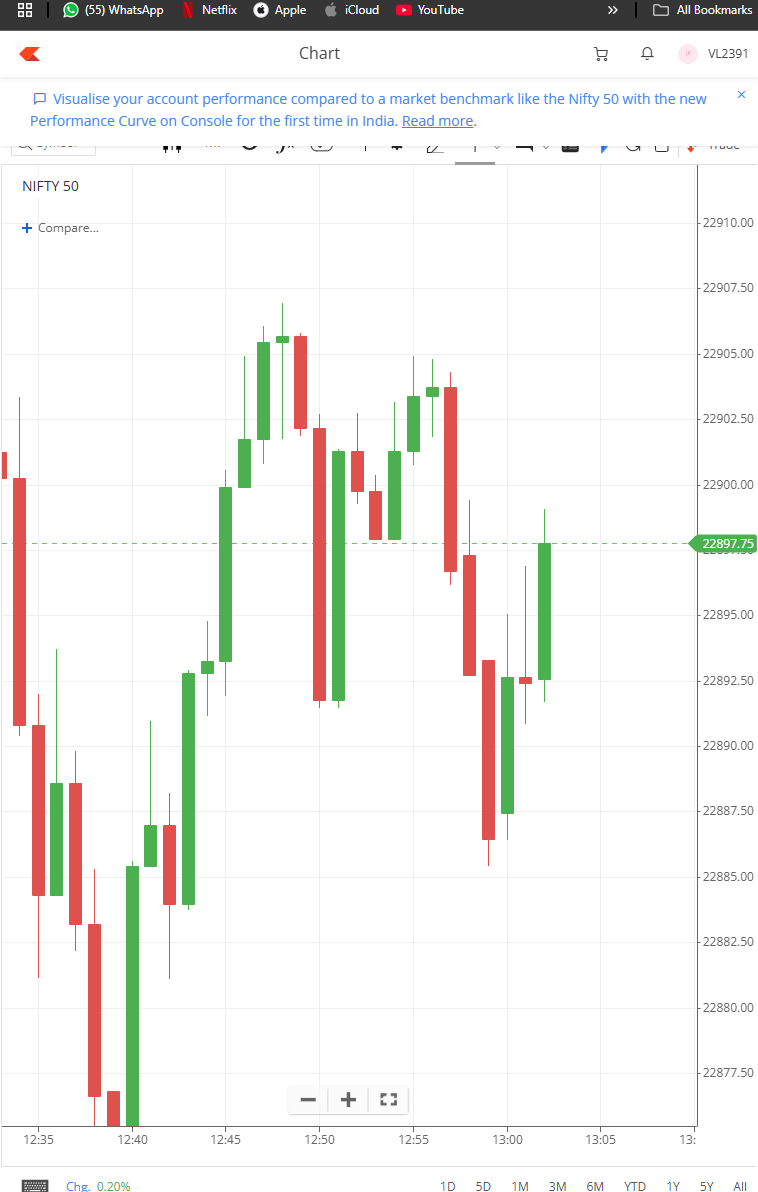 (55) WhatsApp Netflix Apple iCloud YouTube » All Bookmarks
Chart VL2391
Visualise your account performance compared to a market benchmark like the Nifty 50 with the new
Performance Curve on Console for the first time in India. Read more.
NIFTY 50
+ Compare...
22910.00
22907.50
22905.00
22902.50
22900.00
22897.75
22895.00
22892.50
22890.00
22887.50
22885.00
22882.50
22880.00
22877.50
12:35 12:40 12:45 12:50 12:55 13:00 13:05 13:
Chg. 0.20% 1D 5D 1M 3M 6M YTD 1Y 5Y All